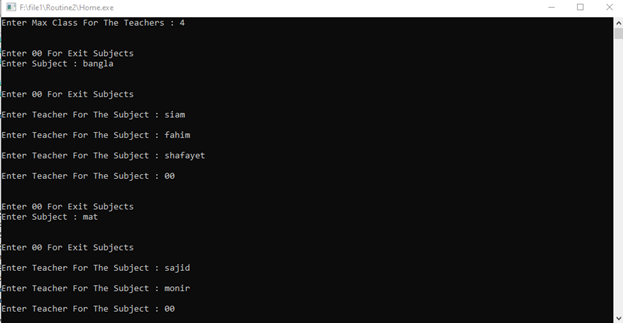 F:\file1\Routine2\Home.exe
Enter Max Class For The Teachers : 4
Enter 00 For Exit Subjects
Enter Subject : bangla
Enter 00 For Exit Subjects
Enter Teacher For The Subject : siam
Enter Teacher For The Subject : fahim
Enter Teacher For The Subject : shafayet
Enter Teacher For The Subject : 00
Enter 00 For Exit Subjects
Enter Subject : mat
Enter 00 For Exit Subjects
Enter Teacher For The Subject : sajid
Enter Teacher For The Subject : monir
Enter Teacher For The Subject : 00